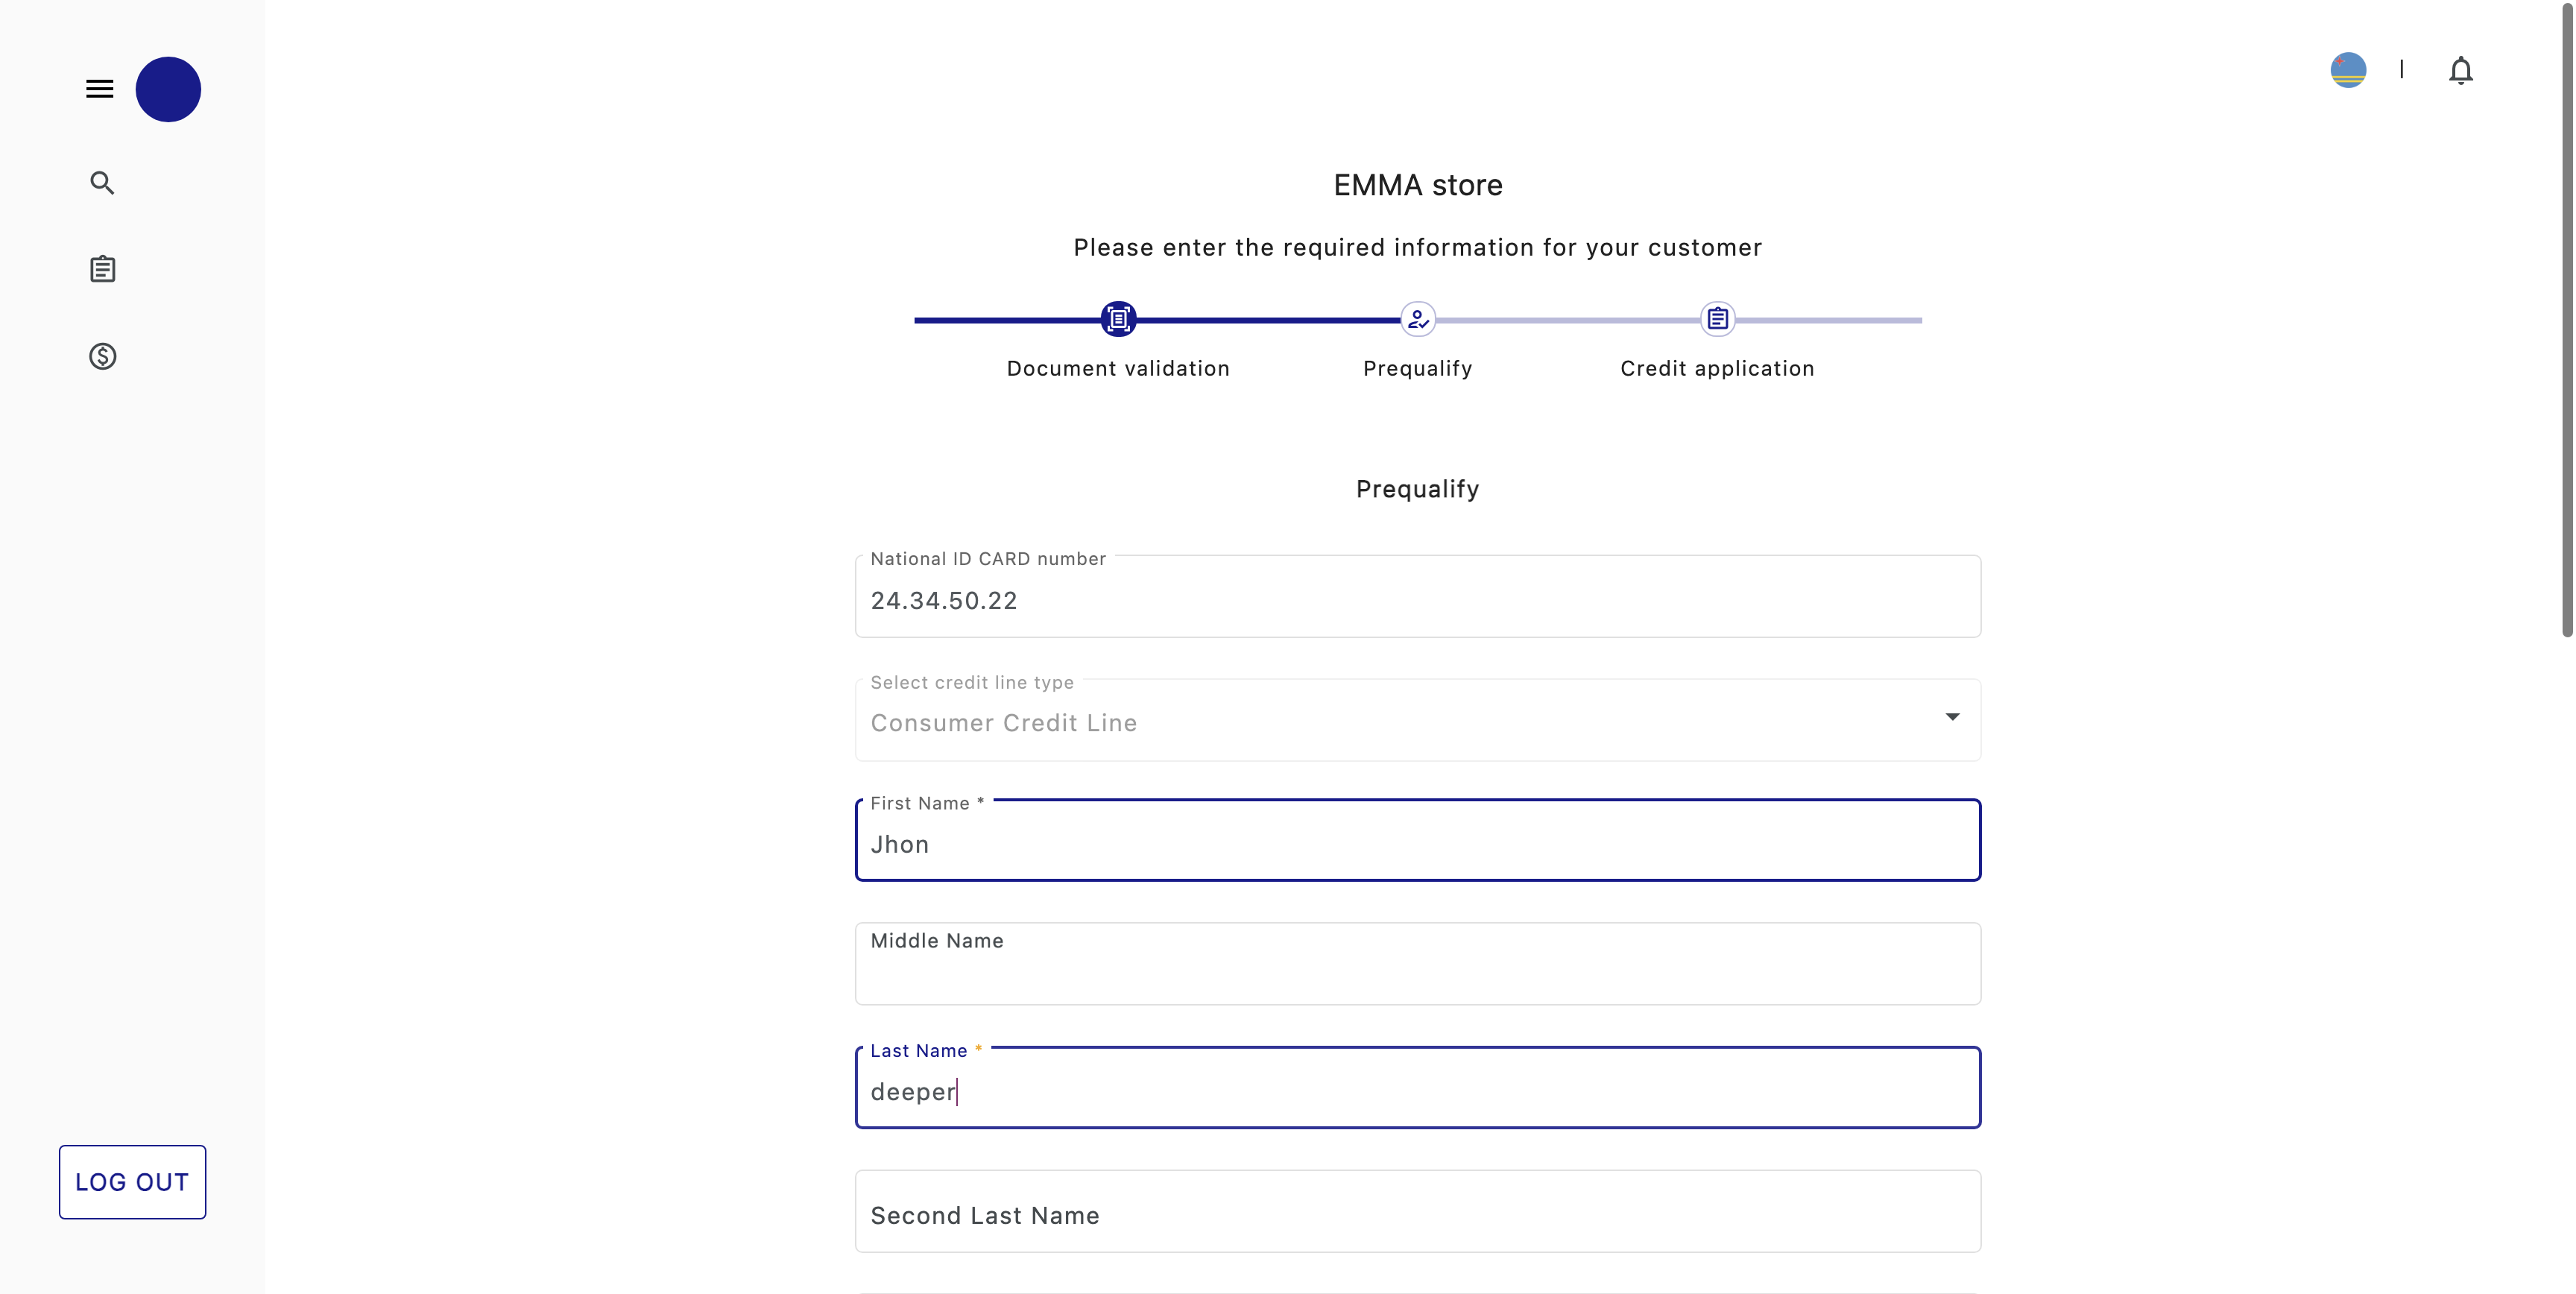 EMMA store
Please enter the required information for your customer
Document validation
Prequalify
Credit application
Prequalify
National ID CARD number
24.34.50.22
Select credit line type
Consumer Credit Line
First Name *
Jhon
Middle Name
Last Name *
deeper
Second Last Name
LOG OUT